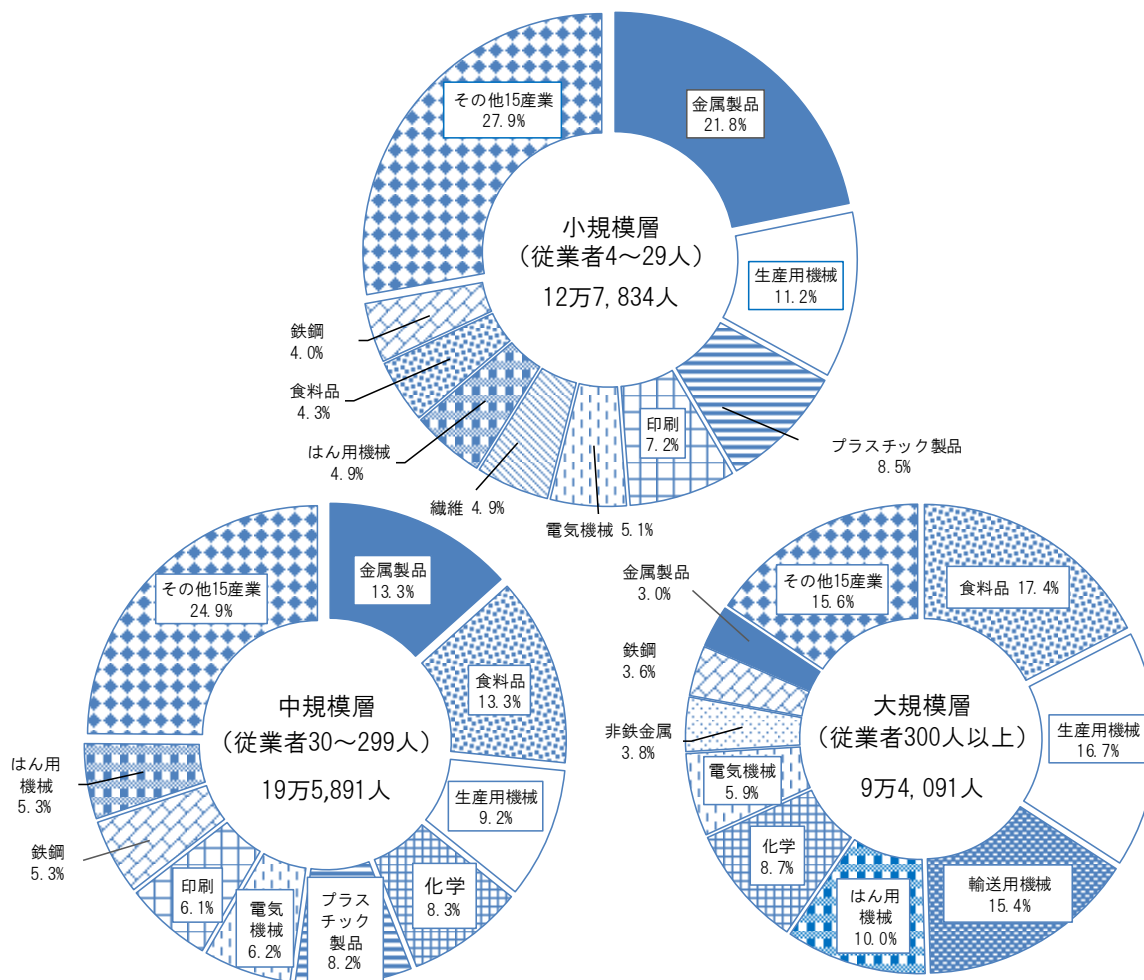 その他15産業
27.9%
金属製品
21.8%
生産用機械
11.2%
プラスチック製品
8.5%
印刷
7.2%
電気機械 5.1%
繊維 4.9%
はん用機械
4.9%
食料品
4.3%
鉄鋼
4.0%
小規模層
(従業者4～29人)
12万7,834人
その他15産業
24.9%
金属製品
13.3%
食料品
13.3%
生産用機械
9.2%
化学
8.3%
プラス
チック
製品
8.2%
電気
機械
6.2%
印刷
6.1%
鉄鋼
5.3%
はん用
機械
5.3%
中規模層
(従業者30～299人)
19万5,891人
その他15産業
15.6%
食料品 17.4%
生産用機械
16.7%
輸送用機械
15.4%
はん用
機械
10.0%
化学
8.7%
電気機械
5.9%
非鉄金属
3.8%
鉄鋼
3.6%
金属製品
3.0%
大規模層
(従業者300人以上)
9万4,091人